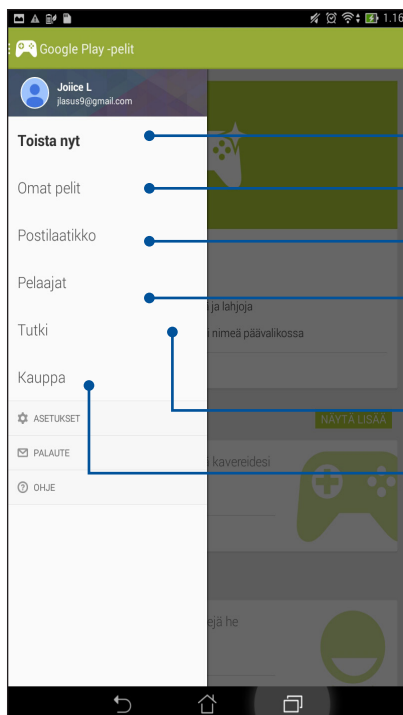 1.16
Google Play -pelit
Joiice L
jlasus9@gmail.com
Toista nyt
Omat pelit
Postilaatikko
Pelaajat
ja lahjoja
Tutki
i nimeä päävalikossa
Kauppa
ASETUKSET
NÄYTÄ LISÄÄ
PALAUTE
i kavereidesi
OHJE
ejä he